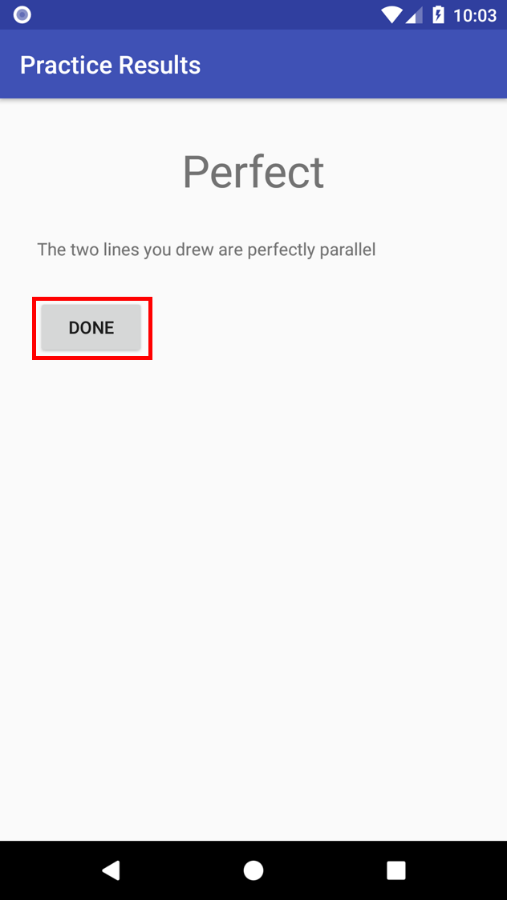 10:03
Practice Results
Perfect
The two lines you drew are perfectly parallel
DONE